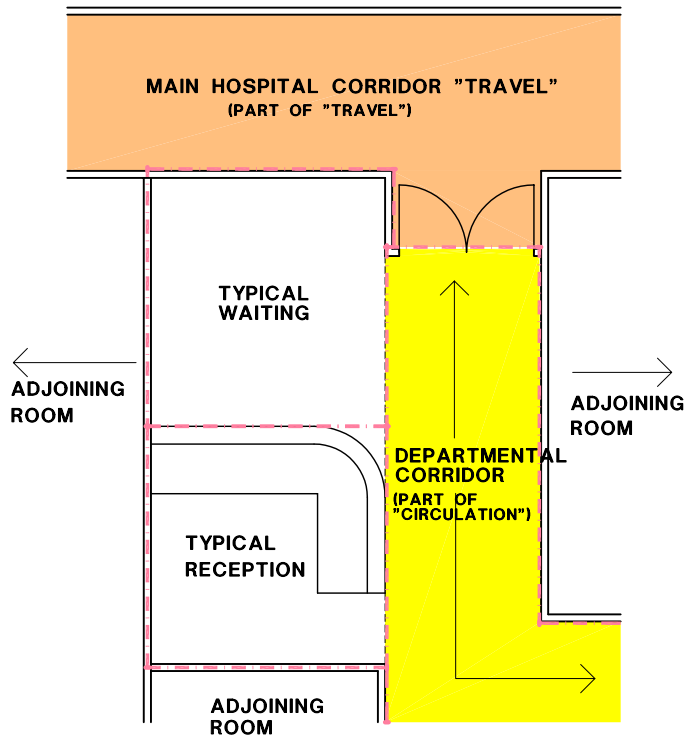 MAIN HOSPITAL CORRIDOR "TRAVEL"
(PART OF "TRAVEL")
TYPICAL
WAITING
ADJOINING
ROOM
ADJOINING
ROOM
DEPARTMENTAL
CORRIDOR
(PART OF
"CIRCULATION")
TYPICAL
RECEPTION
ADJOINING
ROOM